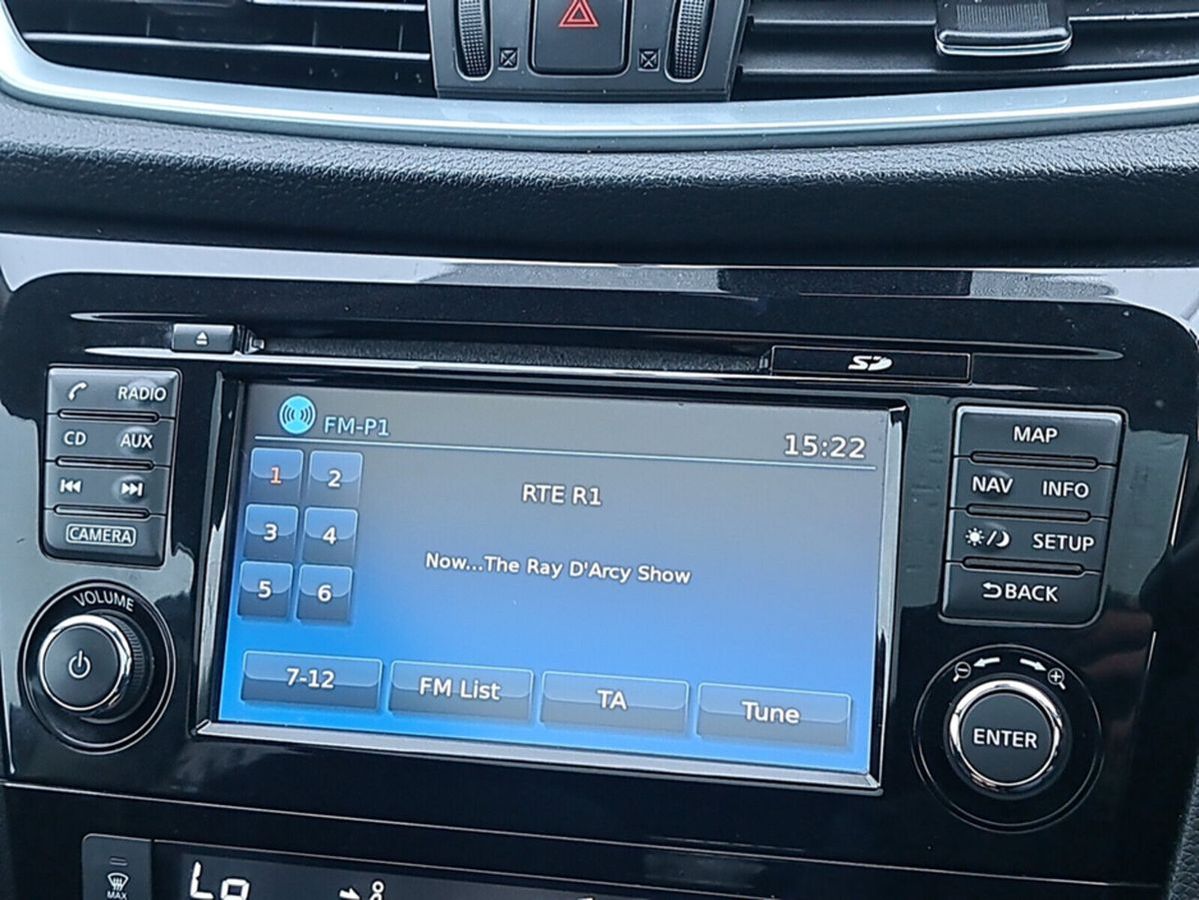 SD
RADIO
CD AUX
CAMERA
VOLUME
FM-P1
15:22
1 2
3 4
5 6
RTE R1
Now...The Ray D'Arcy Show
7-12 FM List TA Tune
MAP
NAV INFO
SETUP
BACK
ENTER
MAX
Lo